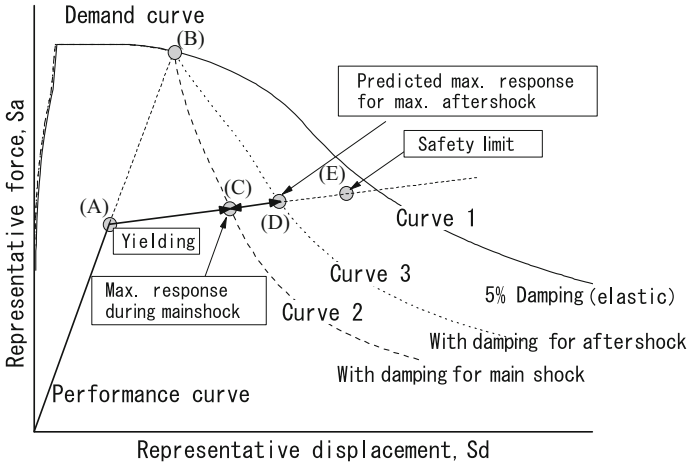 Demand curve
(B)
Predicted max. response
for max. aftershock
Safety limit
(E)
(A)
(C)
(D)
Yielding
Curve 1
Max. response
during mainshock
Curve 3
Curve 2
5% Damping (elastic)
With damping for aftershock
With damping for main shock
Performance curve
Representative force, Sa
Representative displacement, Sd